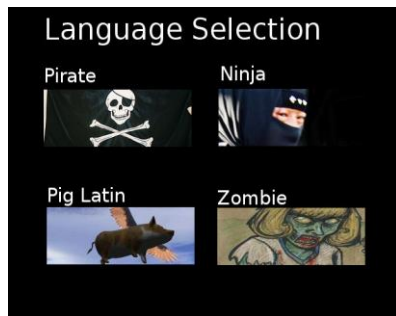 Language Selection
Pirate
Ninja
Pig Latin
Zombie